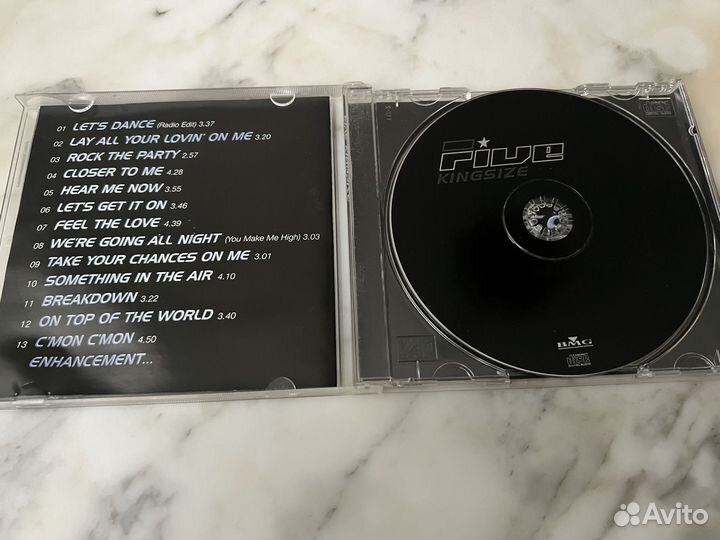 01 LET'S DANCE (Radio Edit) 3.37
02 LAY ALL YOUR LOVIN' ON ME 3.20
03 ROCK THE PARTY 2.57
04 CLOSER TO ME 4.28
05 HEAR ME NOW 3.55
06 LET'S GET IT ON 3.46
07 FEEL THE LOVE 4.39
08 WE'RE GOING ALL NIGHT (You Make Me High) 3.03
09 TAKE YOUR CHANCES ON ME 3.01
10 SOMETHING IN THE AIR 4.10
11 BREAKDOWN 3.22
12 ON TOP OF THE WORLD 3.40
13 C'MON C'MON 4.50
ENHANCEMENT...
FIVE
KINGSIZE
BMG
Avito